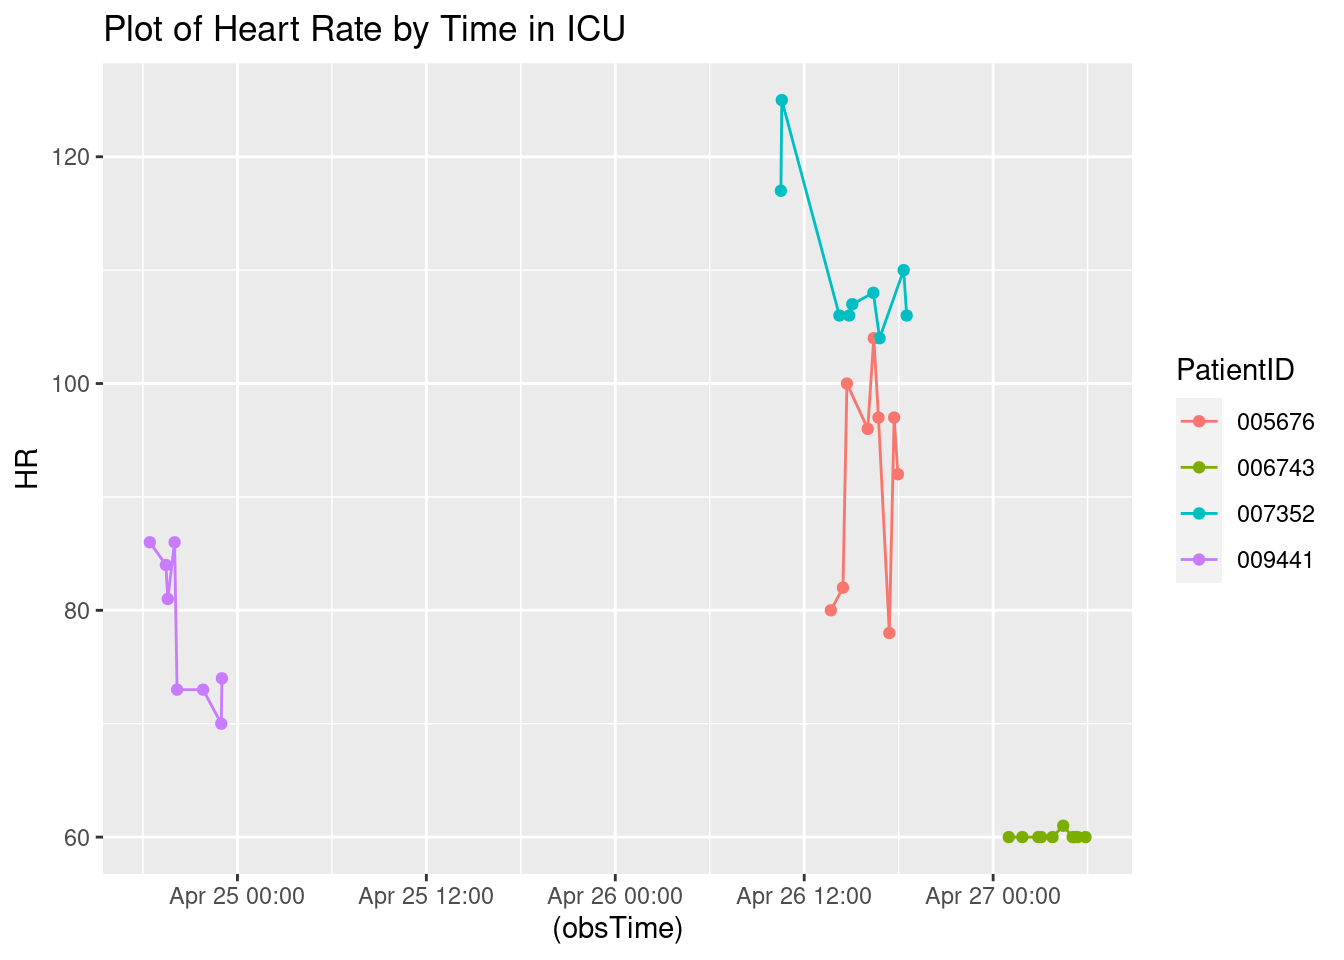 Plot of Heart Rate by Time in ICU
120
100
80
60
HR
Apr 25 00:00
Apr 25 12:00
Apr 26 00:00
Apr 26 12:00
Apr 27 00:00
(obsTime)
PatientID
005676
006743
007352
009441